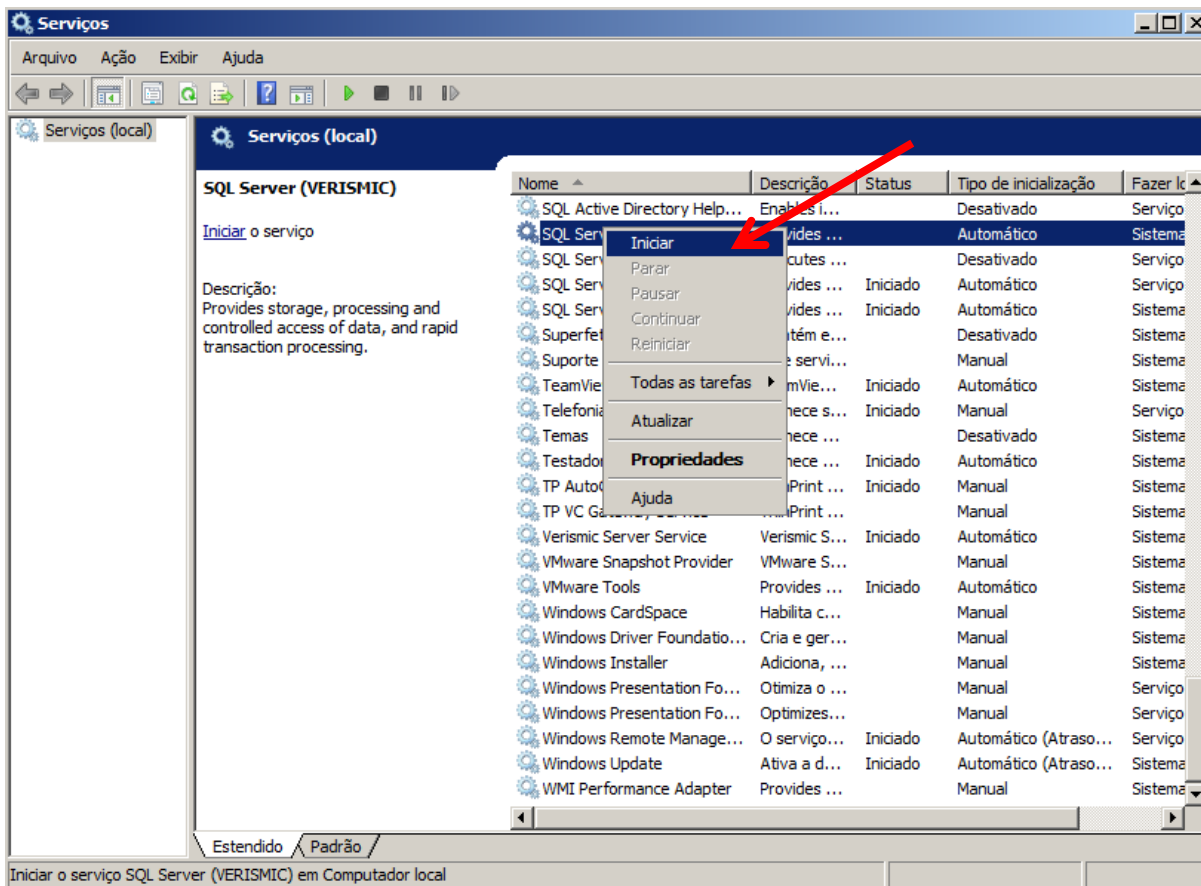 Serviços
Arquivo Ação Exibir Ajuda
Serviços (local)
Serviços (local)
SQL Server (VERISMIC)
Iniciar o serviço
Descrição:
Provides storage, processing and
controlled access of data, and rapid
transaction processing.
Nome Descrição Status Tipo de inicialização Fazer lo
SQL Active Directory Help... Enables i... Desativado Serviço
SQL Serv vides ... Automático Sistema
SQL Serv cutes ... Desativado Serviço
SQL Serv vides ... Iniciado Automático Serviço
SQL Serv vides ... Iniciado Automático Sistema
Superfet tém e... Desativado Sistema
Suporte e servi... Manual Sistema
TeamVie mVie... Iniciado Automático Sistema
Telefonia nece s... Iniciado Manual Serviço
Temas nece ... Desativado Sistema
Testador nece ... Iniciado Automático Sistema
TP Auto Print ... Iniciado Manual Sistema
TP VC Print ... Manual Sistema
Verismic Server Service Verismic S... Iniciado Automático Sistema
VMware Snapshot Provider VMware S... Manual Sistema
VMware Tools Provides ... Iniciado Automático Sistema
Windows CardSpace Habilita c... Manual Sistema
Windows Driver Foundatio... Cria e ger... Manual Sistema
Windows Installer Adiciona, ... Manual Sistema
Windows Presentation Fo... Otimiza o ... Manual Serviço
Windows Presentation Fo... Optimizes... Manual Serviço
Windows Remote Manage... O serviço... Iniciado Automático (Atraso... Serviço
Windows Update Ativa a d... Iniciado Automático (Atraso... Sistema
WMI Performance Adapter Provides ... Manual Sistema
Iniciar
Parar
Pausar
Continuar
Reiniciar
Todas as tarefas
Atualizar
Propriedades
Ajuda
Estendido Padrão
Iniciar o serviço SQL Server (VERISMIC) em Computador local